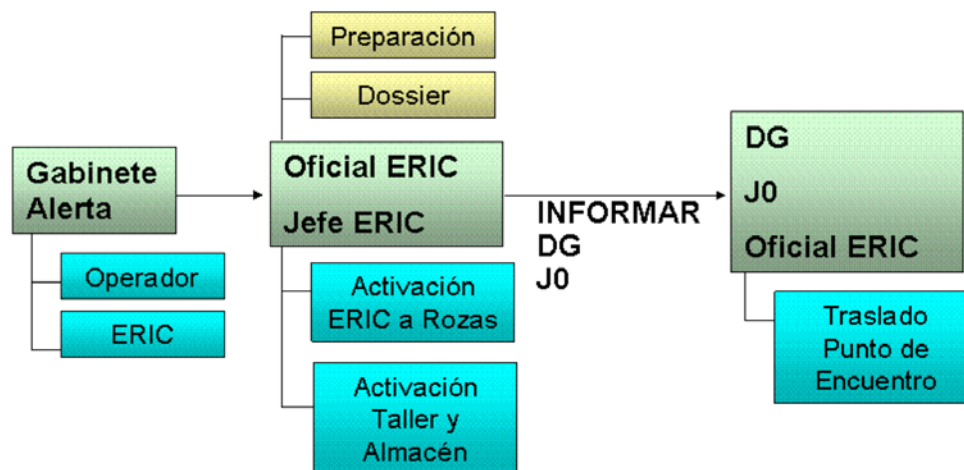 Gabinete
Alerta
Operador
ERIC
Preparación
Dossier
Oficial ERIC
Jefe ERIC
Activación
ERIC a Rozas
Activación
Taller y
Almacén
INFORMAR
DG
J0
DG
J0
Oficial ERIC
Traslado
Punto de
Encuentro